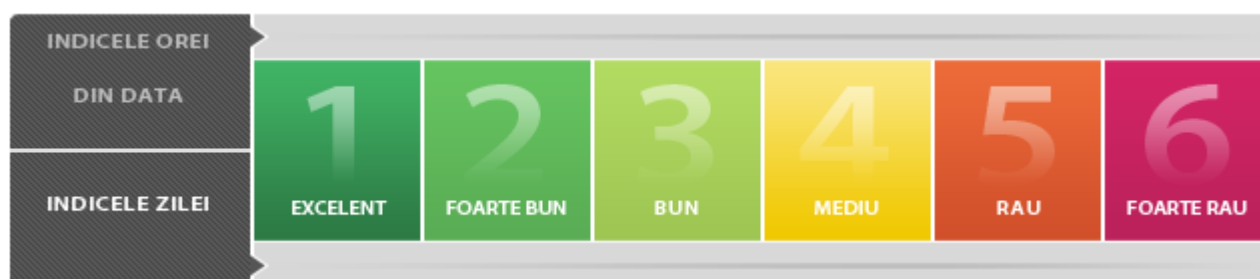 INDICELE OREI
DIN DATA
INDICELE ZILEI
1
EXCELENT
2
FOARTE BUN
3
BUN
4
MEDIU
5
RAU
6
FOARTE RAU